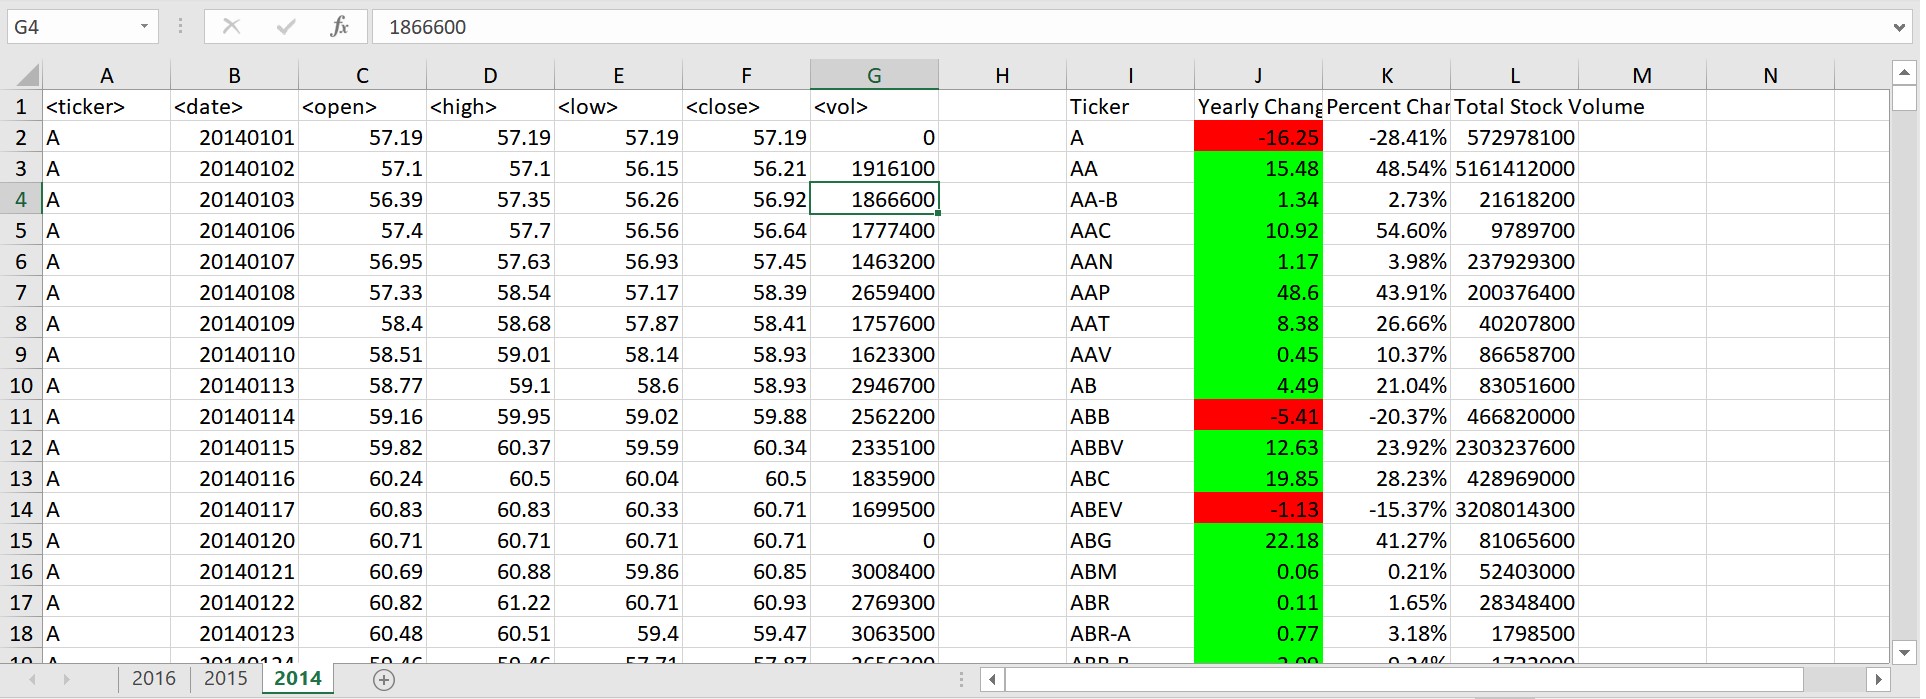 G4 fx 1866600
A B C D E F G H I J K L M N
1 <ticker> <date> <open> <high> <low> <close> <vol> Ticker Yearly Chang Percent Char Total Stock Volume
2 A 20140101 57.19 57.19 57.19 57.19 0 A -16.25 -28.41% 572978100
3 A 20140102 57.1 57.1 56.15 56.21 1916100 AA 15.48 48.54% 5161412000
4 A 20140103 56.39 57.35 56.26 56.92 1866600 AA-B 1.34 2.73% 21618200
5 A 20140106 57.4 57.7 56.56 56.64 1777400 AAC 10.92 54.60% 9789700
6 A 20140107 56.95 57.63 56.93 57.45 1463200 AAN 1.17 3.98% 237929300
7 A 20140108 57.33 58.54 57.17 58.39 2659400 AAP 48.6 43.91% 200376400
8 A 20140109 58.4 58.68 57.87 58.41 1757600 AAT 8.38 26.66% 40207800
9 A 20140110 58.51 59.01 58.14 58.93 1623300 AAV 0.45 10.37% 86658700
10 A 20140113 58.77 59.1 58.6 58.93 2946700 AB 4.49 21.04% 83051600
11 A 20140114 59.16 59.95 59.02 59.88 2562200 ABB -5.41 -20.37% 466820000
12 A 20140115 59.82 60.37 59.59 60.34 2335100 ABBV 12.63 23.92% 2303237600
13 A 20140116 60.24 60.5 60.04 60.5 1835900 ABC 19.85 28.23% 428969000
14 A 20140117 60.83 60.83 60.33 60.71 1699500 ABEV -1.13 -15.37% 3208014300
15 A 20140120 60.71 60.71 60.71 60.71 0 ABG 22.18 41.27% 81065600
16 A 20140121 60.69 60.88 59.86 60.85 3008400 ABM 0.06 0.21% 52403000
17 A 20140122 60.82 61.22 60.71 60.93 2769300 ABR 0.11 1.65% 28348400
18 A 20140123 60.48 60.51 59.4 59.47 3063500 ABR-A 0.77 3.18% 1798500
2016 2015 2014